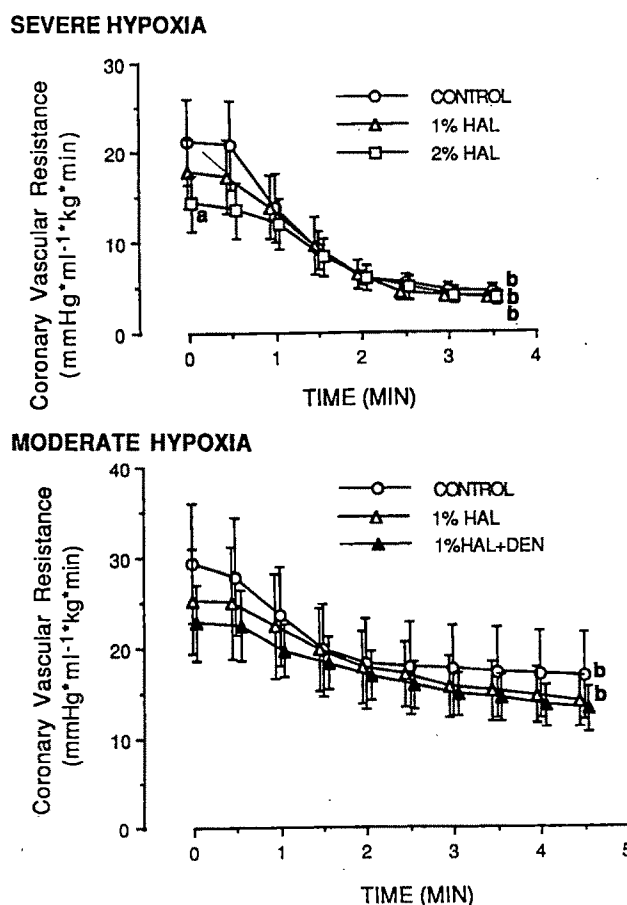 SEVERE HYPOXIA
Coronary Vascular Resistance
(mmHg*ml-1*kg*min)
30
20
10
0
CONTROL
1% HAL
2% HAL
a
b
b
b
0
1
2
3
4
TIME (MIN)
MODERATE HYPOXIA
Coronary Vascular Resistance
(mmHg*ml-1*kg*min)
40
30
20
10
0
CONTROL
1% HAL
1%HAL+DEN
b
b
0
1
2
3
4
5
TIME (MIN)